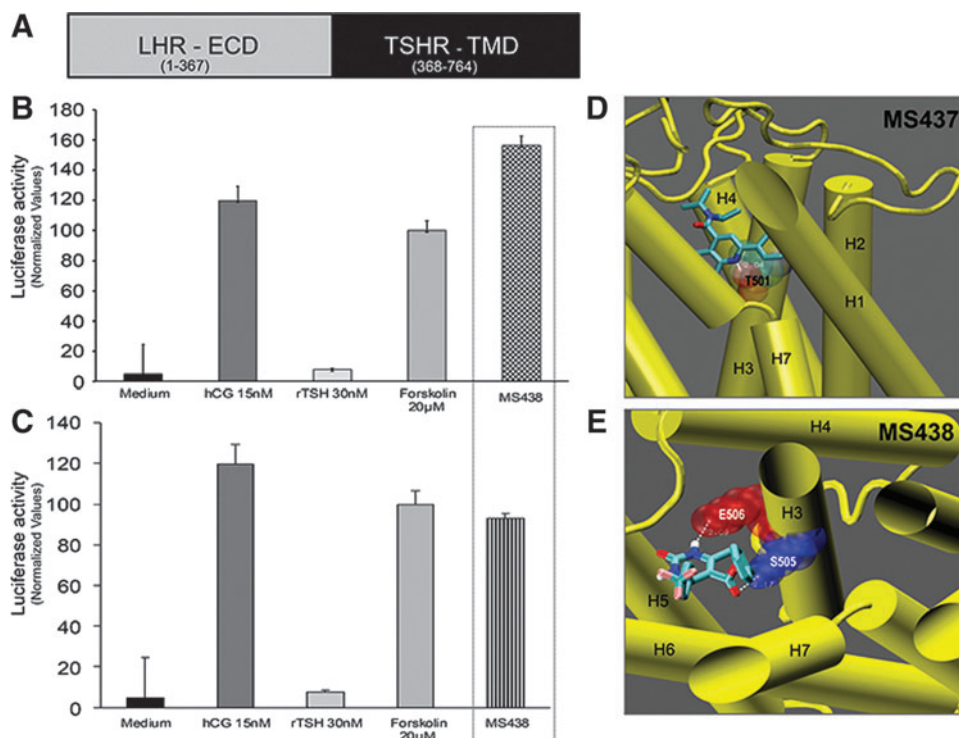 A
LHR - ECD
(1-367)
TSHR - TMD
(368-764)
B
Luciferase activity
(Normalized Values)
180
160
140
120
100
80
60
40
20
0
Medium
hCG 15nM
rTSH 30nM
Forskolin
20µM
MS438
C
Luciferase activity
(Normalized Values)
140
120
100
80
60
40
20
0
Medium
hCG 15nM
rTSH 30nM
Forskolin
20µM
MS438
D
MS437
H4
H2
T501
H1
H3
H7
E
MS438
H4
E506
H3
S505
H5
H6
H7